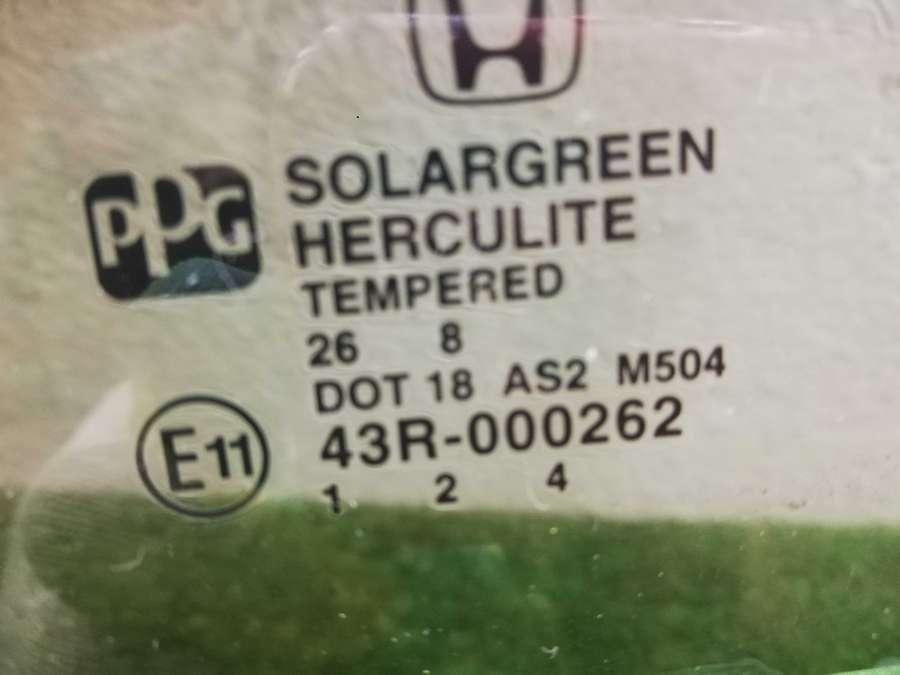 PPG
SOLARGREEN
HERCULITE
TEMPERED
26 8
DOT 18 AS2 M504
E11
43R-000262
1 2 4